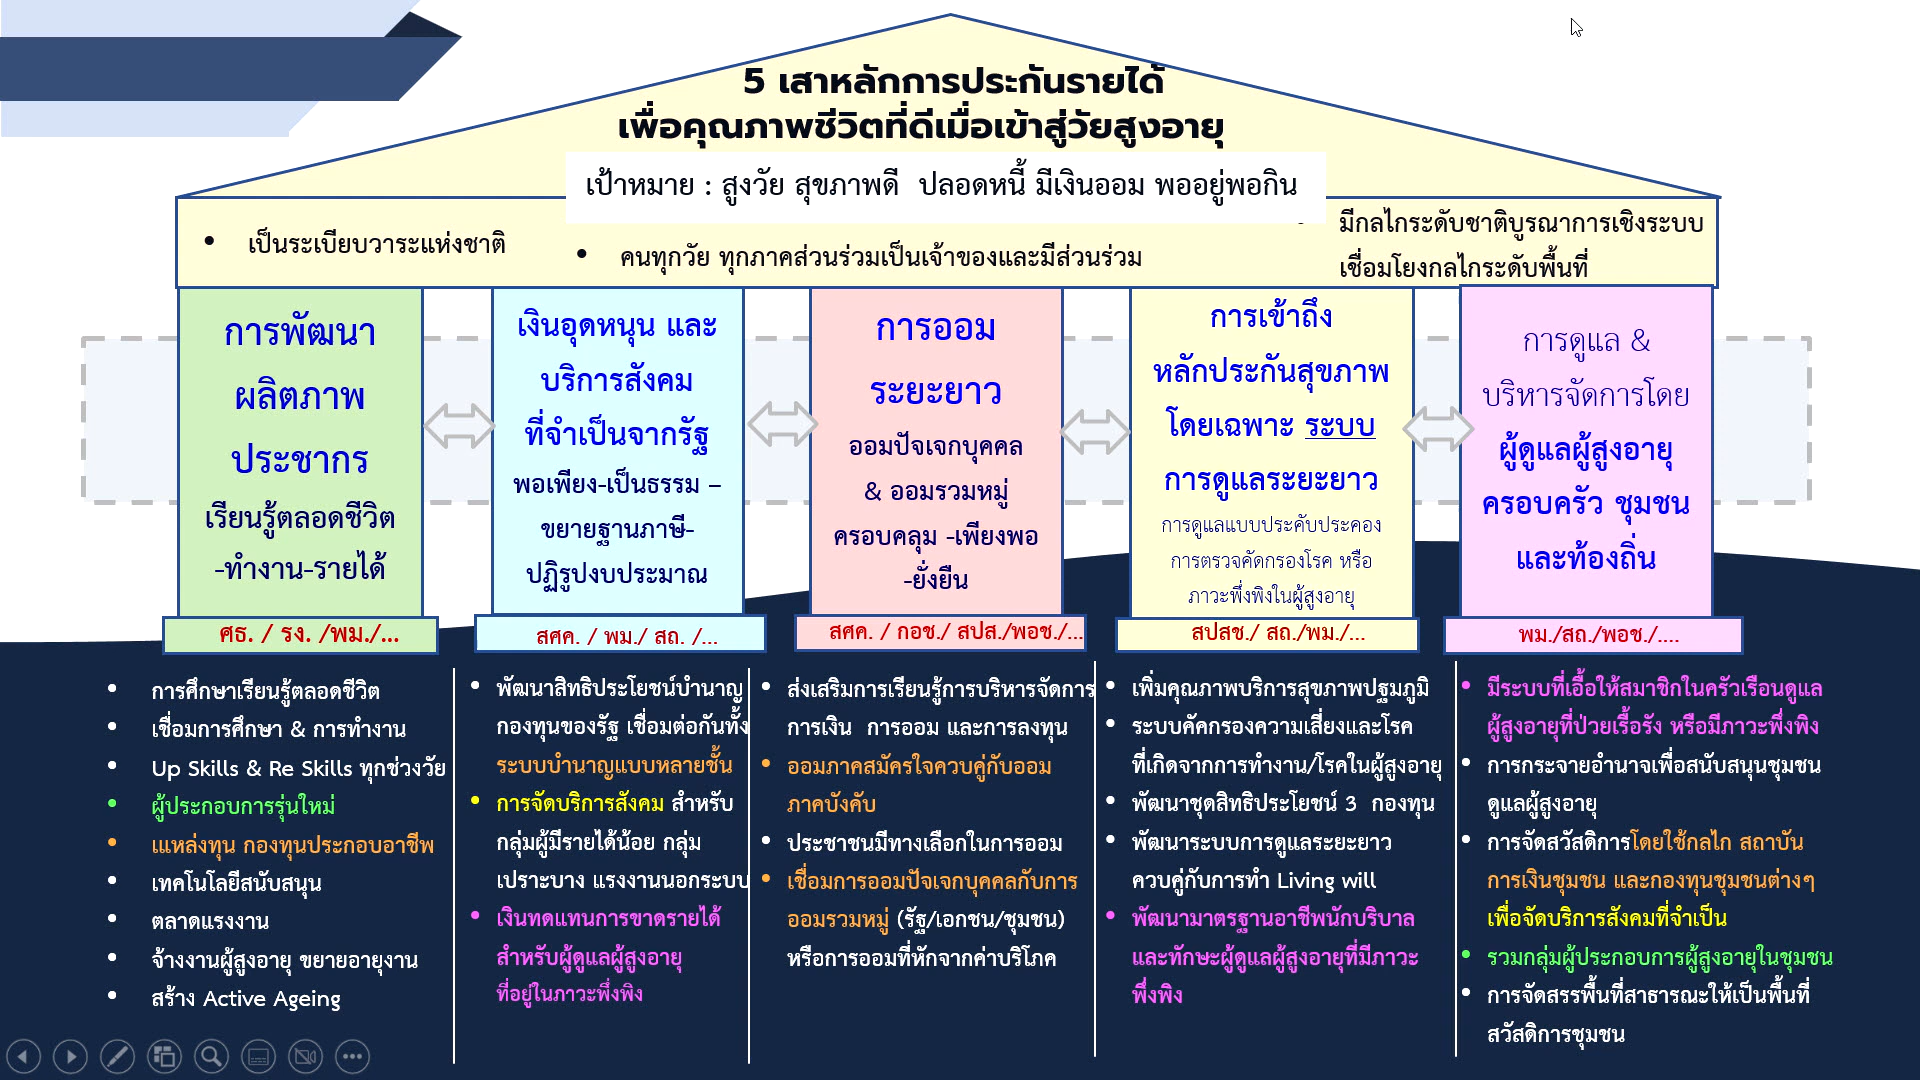 5 เสาหลักการประกันรายได้
เพื่อคุณภาพชีวิตที่ดีเมื่อเข้าสู่วัยสูงอายุ
เป้าหมาย : สูงวัย สุขภาพดี ปลอดหนี้ มีเงินออม พออยู่พอกิน
• เป็นระเบียบวาระแห่งชาติ
• คนทุกวัย ทุกภาคส่วนร่วมเป็นเจ้าของและมีส่วนร่วม
มีกลไกระดับชาติบูรณาการเชิงระบบ
เชื่อมโยงกลไกระดับพื้นที่
การพัฒนา
ผลิตภาพ
ประชากร
เรียนรู้ตลอดชีวิต
-ทำงาน-รายได้
ศธ. / รง. /พม./...
เงินอุดหนุน และ
บริการสังคม
ที่จำเป็นจากรัฐ
พอเพียง-เป็นธรรม –
ขยายฐานภาษี-
ปฏิรูปงบประมาณ
สศค. / พม./ สถ. /...
การออม
ระยะยาว
ออมปัจเจกบุคคล
& ออมรวมหมู่
ครอบคลุม -เพียงพอ
-ยั่งยืน
สศค. / กอช./ สปส./พอช./...
การเข้าถึง
หลักประกันสุขภาพ
โดยเฉพาะ ระบบ
การดูแลระยะยาว
การดูแลแบบประคับประคอง
การตรวจคัดกรองโรค หรือ
ภาวะพึ่งพิงในผู้สูงอายุ
สปสช./ สถ./พม./...
การดูแล &
บริหารจัดการโดย
ผู้ดูแลผู้สูงอายุ
ครอบครัว ชุมชน
และท้องถิ่น
พม./สถ./พอช./....
• การศึกษาเรียนรู้ตลอดชีวิต
• เชื่อมการศึกษา & การทำงาน
• Up Skills & Re Skills ทุกช่วงวัย
• ผู้ประกอบการรุ่นใหม่
• แหล่งทุน กองทุนประกอบอาชีพ
• เทคโนโลยีสนับสนุน
• ตลาดแรงงาน
• จ้างงานผู้สูงอายุ ขยายอายุงาน
• สร้าง Active Ageing
• พัฒนาสิทธิประโยชน์บำนาญ
กองทุนของรัฐ เชื่อมต่อกันทั้ง
ระบบบำนาญแบบหลายชั้น
• การจัดบริการสังคม สำหรับ
กลุ่มผู้มีรายได้น้อย กลุ่ม
เปราะบาง แรงงานนอกระบบ
• เงินทดแทนการขาดรายได้
สำหรับผู้ดูแลผู้สูงอายุ
ที่อยู่ในภาวะพึ่งพิง
• ส่งเสริมการเรียนรู้การบริหารจัดการ
การเงิน การออม และการลงทุน
• ออมภาคสมัครใจควบคู่กับออม
ภาคบังคับ
• ประชาชนมีทางเลือกในการออม
• เชื่อมการออมปัจเจกบุคคลกับการ
ออมรวมหมู่ (รัฐ/เอกชน/ชุมชน)
หรือการออมที่หักจากค่าบริโภค
• เพิ่มคุณภาพบริการสุขภาพปฐมภูมิ
• ระบบคัคกรองความเสี่ยงและโรค
ที่เกิดจากการทำงาน/โรคในผู้สูงอายุ
• พัฒนาชุดสิทธิประโยชน์ 3 กองทุน
• พัฒนาระบบการดูแลระยะยาว
ควบคู่กับการทำ Living will
• พัฒนามาตรฐานอาชีพนักบริบาล
และทักษะผู้ดูแลผู้สูงอายุที่มีภาวะ
พึ่งพิง
• มีระบบที่เอื้อให้สมาชิกในครัวเรือนดูแล
ผู้สูงอายุที่ป่วยเรื้อรัง หรือมีภาวะพึ่งพิง
• การกระจายอำนาจเพื่อสนับสนุนชุมชน
ดูแลผู้สูงอายุ
• การจัดสวัสดิการโดยใช้กลไก สถาบัน
การเงินชุมชน และกองทุนชุมชนต่างๆ
เพื่อจัดบริการสังคมที่จำเป็น
• รวมกลุ่มผู้ประกอบการผู้สูงอายุในชุมชน
• การจัดสรรพื้นที่สาธารณะให้เป็นพื้นที่
สวัสดิการชุมชน